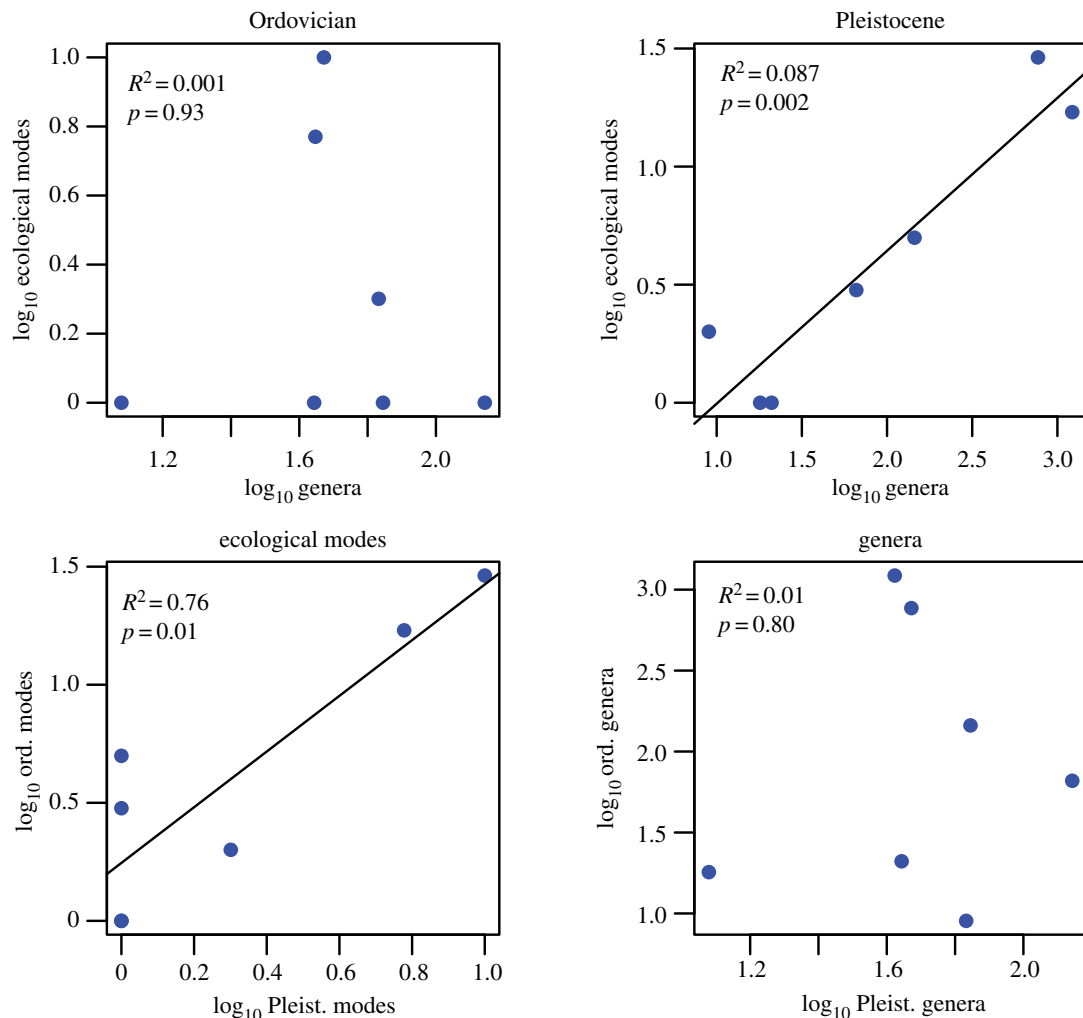 Ordovician
R² = 0.001
p = 0.93
1.0
0.8
0.6
0.4
0.2
0
log₁₀ ecological modes
1.2
1.6
2.0
log₁₀ genera
Pleistocene
R² = 0.087
p = 0.002
1.5
1.0
0.5
0
log₁₀ ecological modes
1.0
1.5
2.0
2.5
3.0
log₁₀ genera
ecological modes
R² = 0.76
p = 0.01
1.5
1.0
0.5
0
log₁₀ ord. modes
0
0.2
0.4
0.6
0.8
1.0
log₁₀ Pleist. modes
genera
R² = 0.01
p = 0.80
3.0
2.5
3.0
1.5
1.0
log₁₀ ord. genera
1.2
1.6
2.0
log₁₀ Pleist. genera